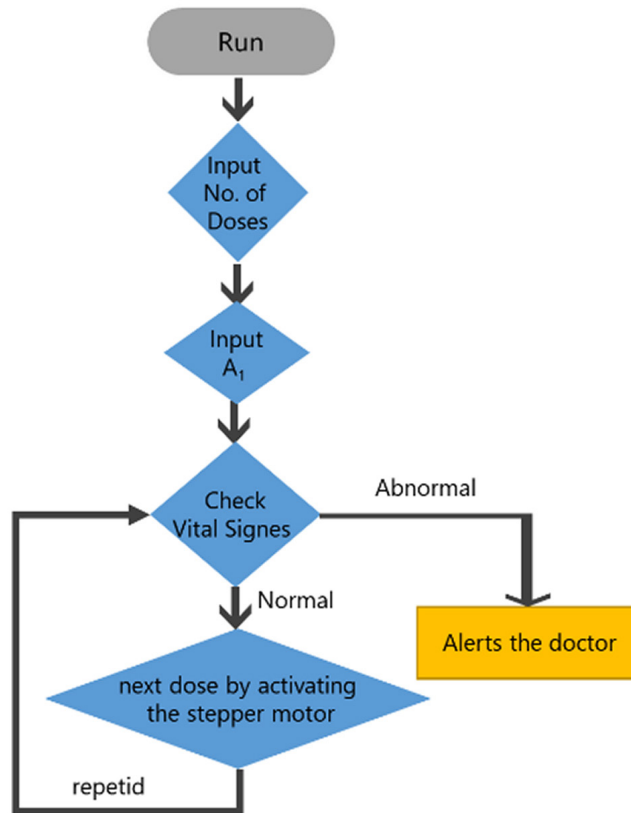 Run
Input
No. of
Doses
Input
A₁
Check
Vital Signes
Abnormal
Normal
Alerts the doctor
next dose by activating
the stepper motor
repetid